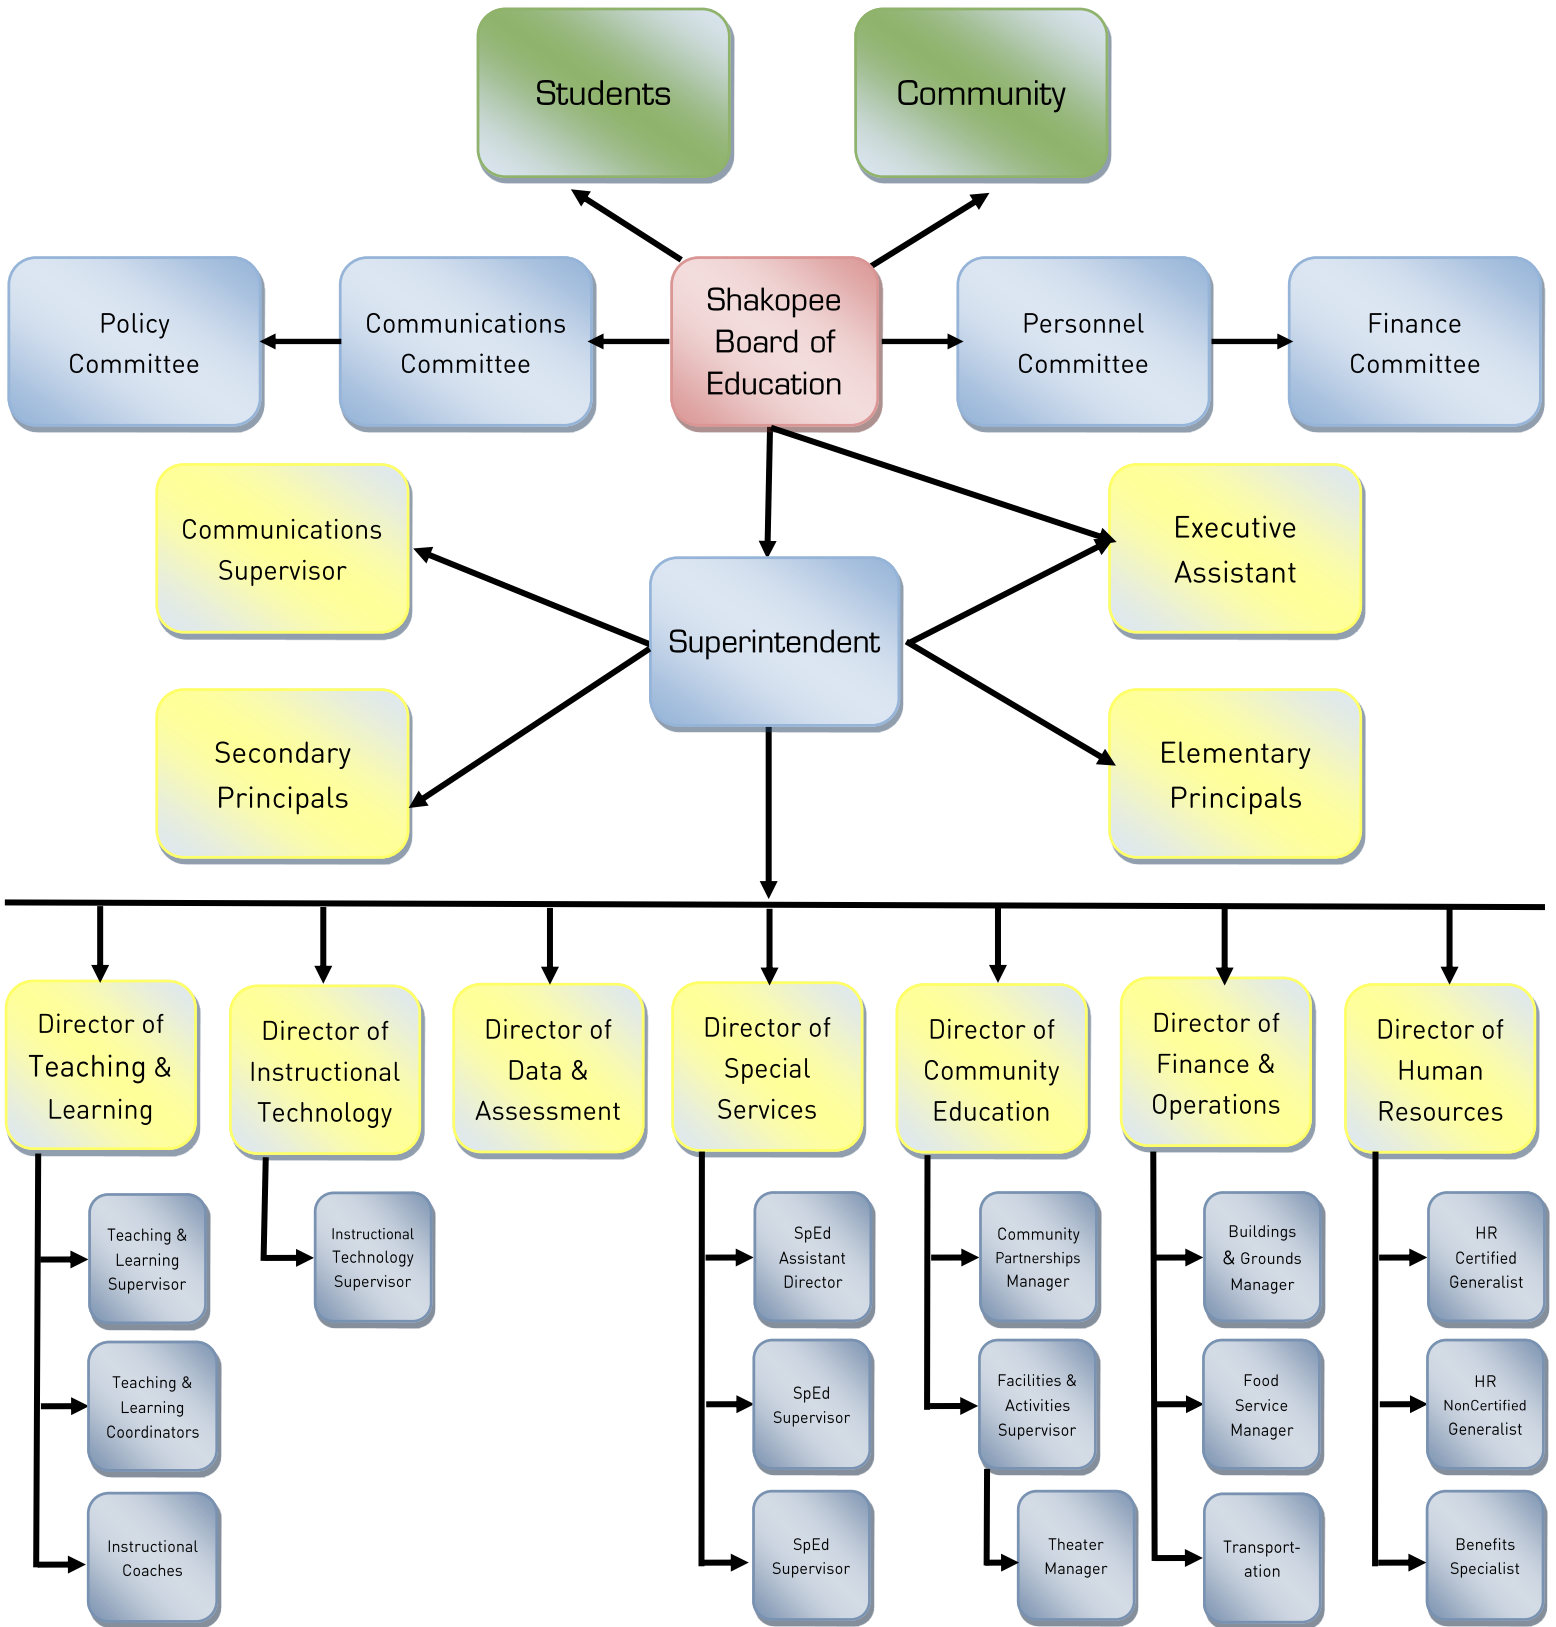 Students
Community
Policy
Committee
Communications
Committee
Shakopee
Board of
Education
Personnel
Committee
Finance
Committee
Communications
Supervisor
Executive
Assistant
Superintendent
Secondary
Principals
Elementary
Principals
Director of
Teaching &
Learning
Director of
Instructional
Technology
Director of
Data &
Assessment
Director of
Special
Services
Director of
Community
Education
Director of
Finance &
Operations
Director of
Human
Resources
Teaching &
Learning
Supervisor
Instructional
Technology
Supervisor
SpEd
Assistant
Director
Community
Partnerships
Manager
Buildings
& Grounds
Manager
HR
Certified
Generalist
Teaching &
Learning
Coordinators
SpEd
Supervisor
Facilities &
Activities
Supervisor
Food
Service
Manager
HR
NonCertified
Generalist
Instructional
Coaches
SpEd
Supervisor
Theater
Manager
Transport-
ation
Benefits
Specialist